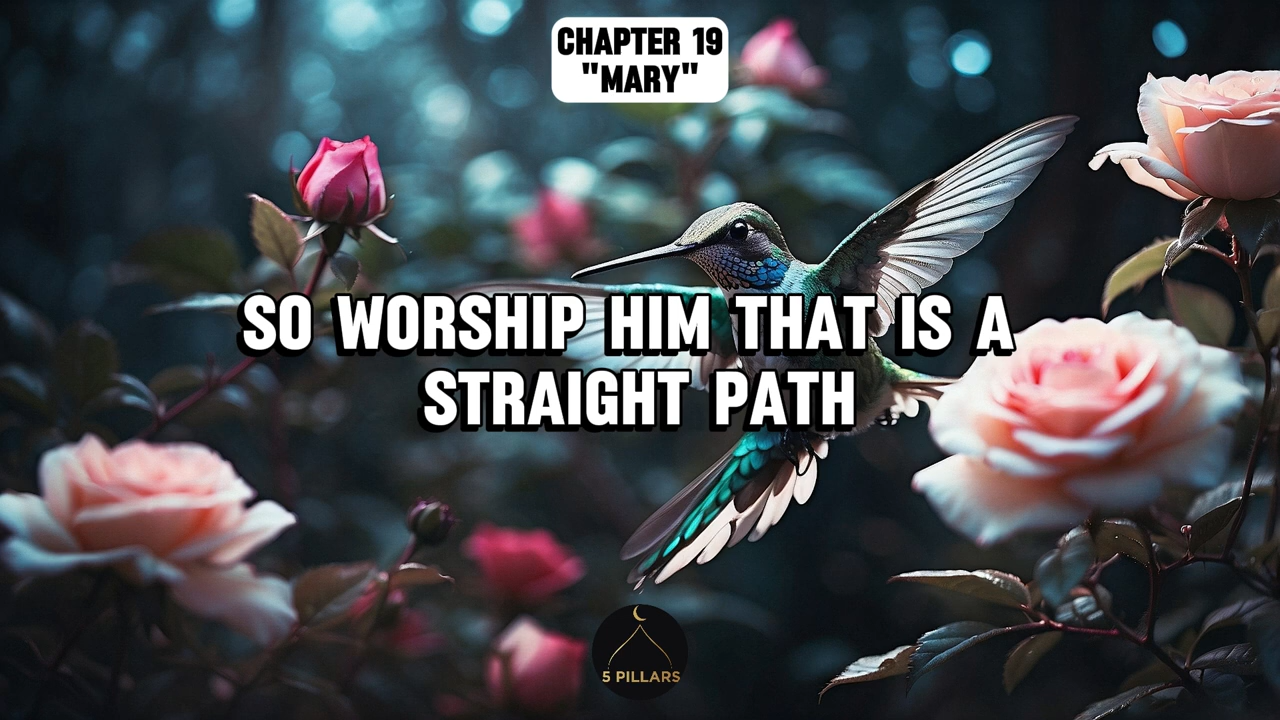 CHAPTER 19
"MARY"
SO WORSHIP HIM THAT IS A
STRAIGHT PATH
5 PILLARS